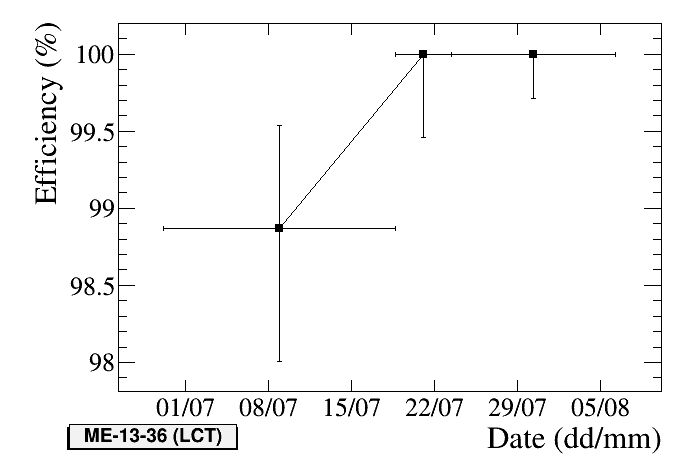 Efficiency (%)
100
99.5
99
98.5
98
01/07 08/07 15/07 22/07 29/07 05/08
ME-13-36 (LCT)
Date (dd/mm)